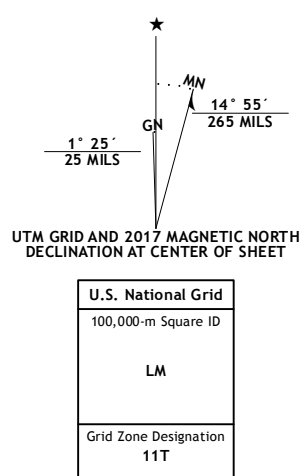 ★
MN
GN
1° 25´
25 MILS
14° 55´
265 MILS
UTM GRID AND 2017 MAGNETIC NORTH
DECLINATION AT CENTER OF SHEET
U.S. National Grid
100,000-m Square ID
LM
Grid Zone Designation
11T